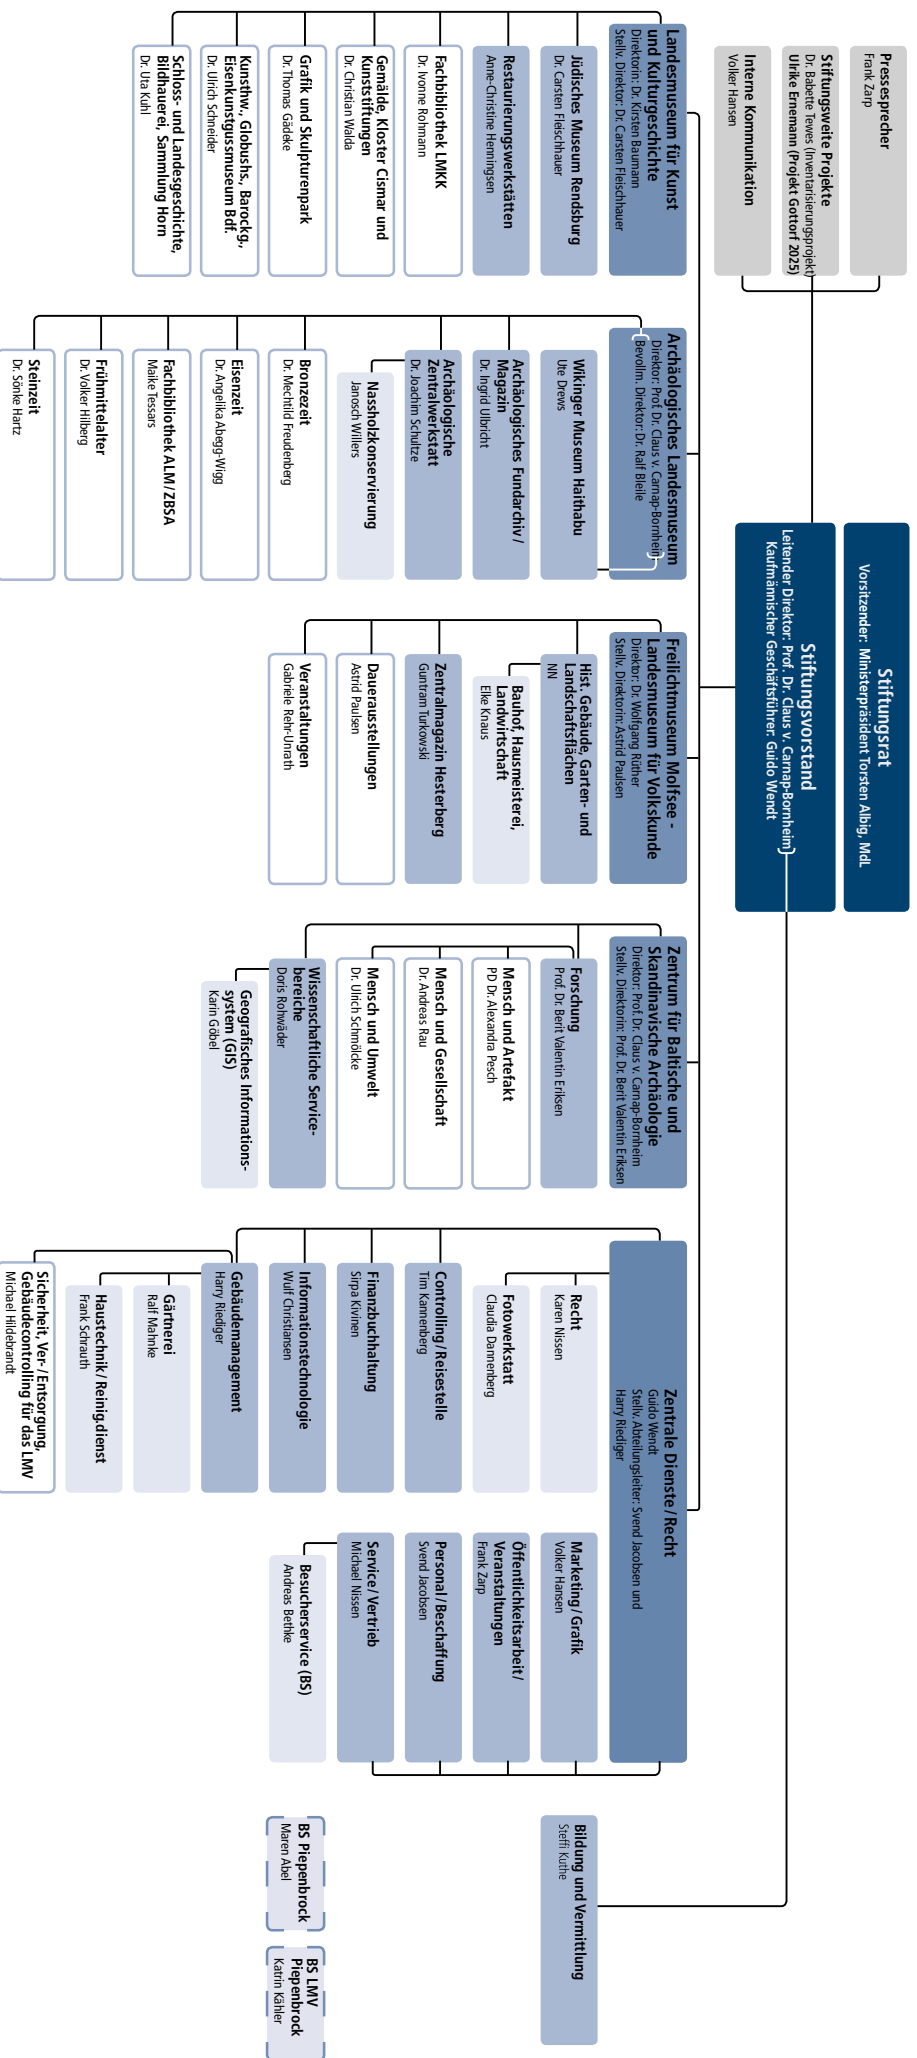 Stiftungsrat
Vorsitzender: Ministerpräsident Torsten Albig, MdL
Stiftungsvorstand
Leitender Direktor: Prof. Dr. Claus v. Carnap-Bornheim
Kaufmännischer Geschäftsführer: Guido Wendt
Pressesprecher
Frank Zarp
Stiftungsweite Projekte
Dr. Babette Tewes (Inventarisierungsprojekt)
Ulrike Ernemann (Projekt Gottorf 2025)
Interne Kommunikation
Volker Hansen
Landesmuseum für Kunst
und Kulturgeschichte
Direktorin: Dr. Kirsten Baumann
Stellv. Direktor: Dr. Carsten Fleischhauer
Jüdisches Museum Rendsburg
Dr. Carsten Fleischhauer
Restaurierungswerkstätten
Anne-Christine Henningsen
Fachbibliothek LMKK
Dr. Ivonne Rohmann
Gemälde, Kloster Cismar und
Kunststiftungen
Dr. Christian Walda
Grafik und Skulpturenpark
Dr. Thomas Gädeke
Kunsthw., Globushs., Barockg.,
Eisenkunstgussmuseum Bdf.
Dr. Ulrich Schneider
Schloss- und Landesgeschichte,
Bildhauerei, Sammlung Horn
Dr. Uta Kuhl
Archäologisches Landesmuseum
Direktor: Prof. Dr. Claus v. Carnap-Bornheim
Bevollm. Direktor: Dr. Ralf Bleile
Wikinger Museum Haithabu
Ute Drews
Archäologisches Fundarchiv /
Magazin
Dr. Ingrid Ulbricht
Archäologische
Zentralwerkstatt
Dr. Joachim Schultze
Nassholzkonservierung
Janosch Willers
Bronzezeit
Dr. Mechtild Freudenberg
Eisenzeit
Dr. Angelika Abegg-Wigg
Fachbibliothek ALM / ZBSA
Maike Tessars
Frühmittelalter
Dr. Volker Hilberg
Steinzeit
Dr. Sönke Hartz
Freilichtmuseum Molfsee -
Landesmuseum für Volkskunde
Direktor: Dr. Wolfgang Rüther
Stellv. Direktorin: Astrid Paulsen
Hist. Gebäude, Garten- und
Landschaftsflächen
NN
Bauhof, Hausmeisterei,
Landwirtschaft
Elke Knaus
Zentralmagazin Hesterberg
Guntram Turkowski
Dauerausstellungen
Astrid Paulsen
Veranstaltungen
Gabriele Rehr-Unrath
Zentrum für Baltische und
Skandinavische Archäologie
Direktor: Prof. Dr. Claus v. Carnap-Bornheim
Stellv. Direktorin: Prof. Dr. Berit Valentin Eriksen
Forschung
Prof. Dr. Berit Valentin Eriksen
Mensch und Artefakt
PD Dr. Alexandra Pesch
Mensch und Gesellschaft
Dr. Andreas Rau
Mensch und Umwelt
Dr. Ulrich Schmölcke
Wissenschaftliche Service-
bereiche
Doris Rohwäder
Geografisches Informations-
system (GIS)
Karin Göbel
Zentrale Dienste / Recht
Guido Wendt
Stellv. Abteilungsleiter: Svend Jacobsen und
Harry Riediger
Recht
Karen Nissen
Fotowerkstatt
Claudia Dannenberg
Controlling / Reisestelle
Tim Kannenberg
Finanzbuchhaltung
Sirpa Kivinen
Informationstechnologie
Wulf Christiansen
Gebäudemanagement
Harry Riediger
Gärtnerei
Ralf Mahnke
Haustechnik / Reinig.dienst
Frank Schrauth
Sicherheit, Ver- / Entsorgung,
Gebäudecontrolling für das LMV
Michael Hildebrandt
Marketing / Grafik
Volker Hansen
Öffentlichkeitsarbeit /
Veranstaltungen
Frank Zarp
Personal / Beschaffung
Svend Jacobsen
Service / Vertrieb
Michael Nissen
Besucherservice (BS)
Andreas Bethke
Bildung und Vermittlung
Steffi Kuthe
BS Piepenbrock
Maren Abel
BS LMV
Piepenbrock
Katrin Kähler